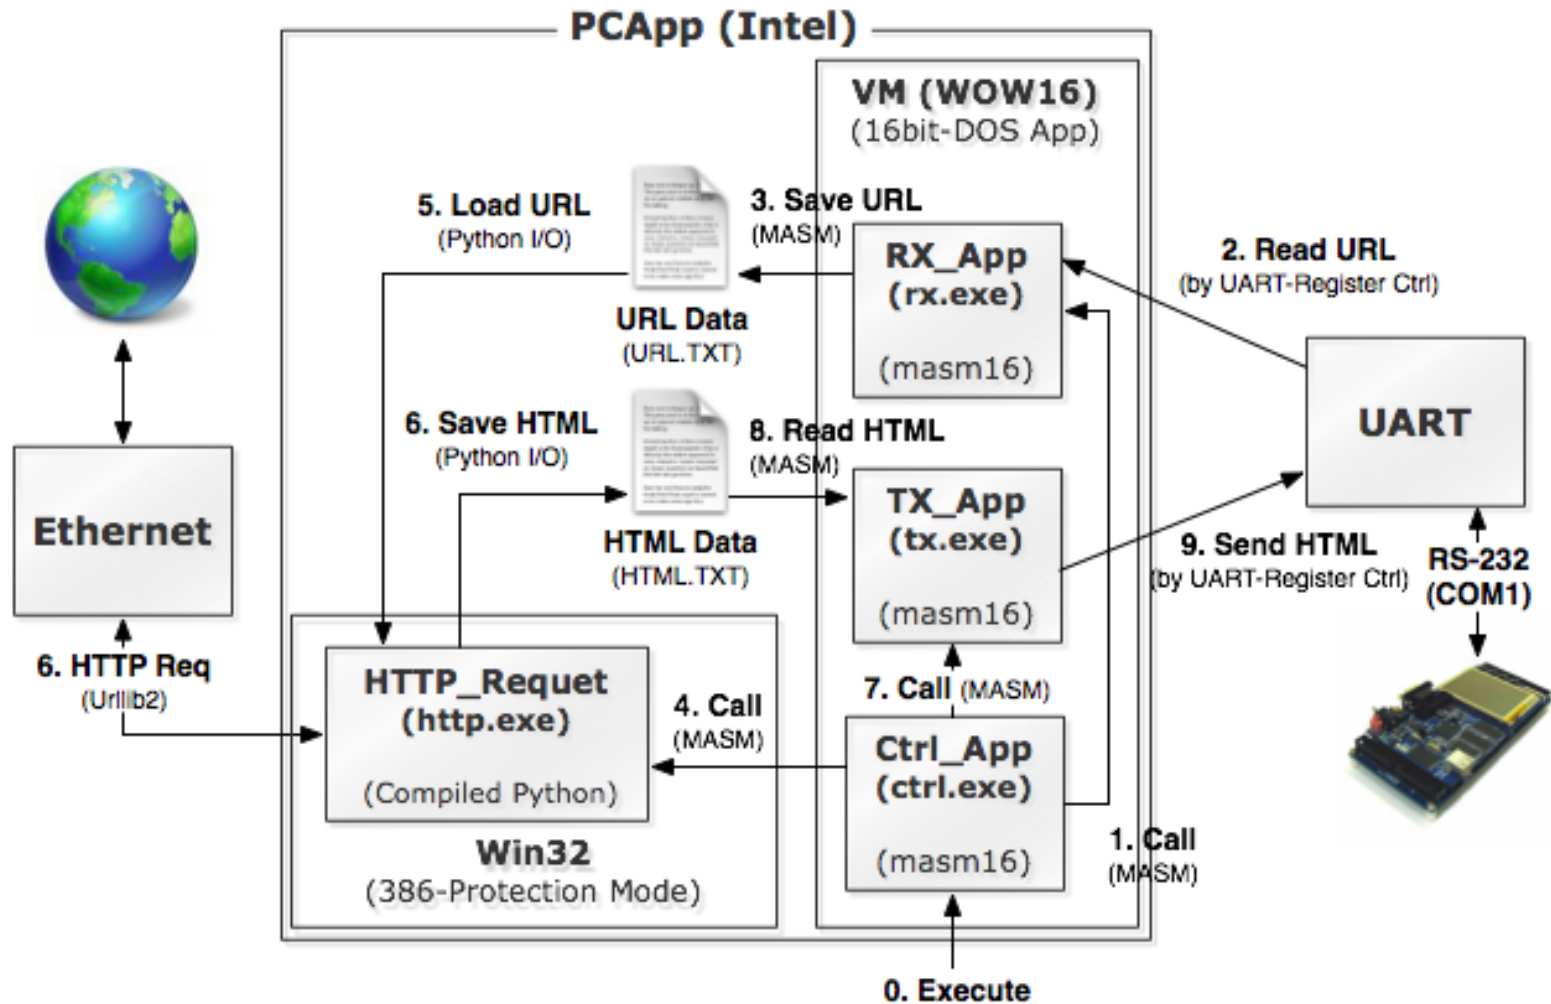 PCApp (Intel)
VM (WOW16)
(16bit-DOS App)
5. Load URL
(Python I/O)
3. Save URL
(MASM)
RX_App
(rx.exe)
(masm16)
2. Read URL
(by UART-Register Ctrl)
URL Data
(URL.TXT)
UART
6. Save HTML
(Python I/O)
8. Read HTML
(MASM)
TX_App
(tx.exe)
(masm16)
Ethernet
HTML Data
(HTML.TXT)
9. Send HTML
(by UART-Register Ctrl)
RS-232
(COM1)
6. HTTP Req
(Urllib2)
HTTP_Requet
(http.exe)
(Compiled Python)
4. Call
(MASM)
7. Call (MASM)
Ctrl_App
(ctrl.exe)
(masm16)
1. Call
(MASM)
Win32
(386-Protection Mode)
0. Execute